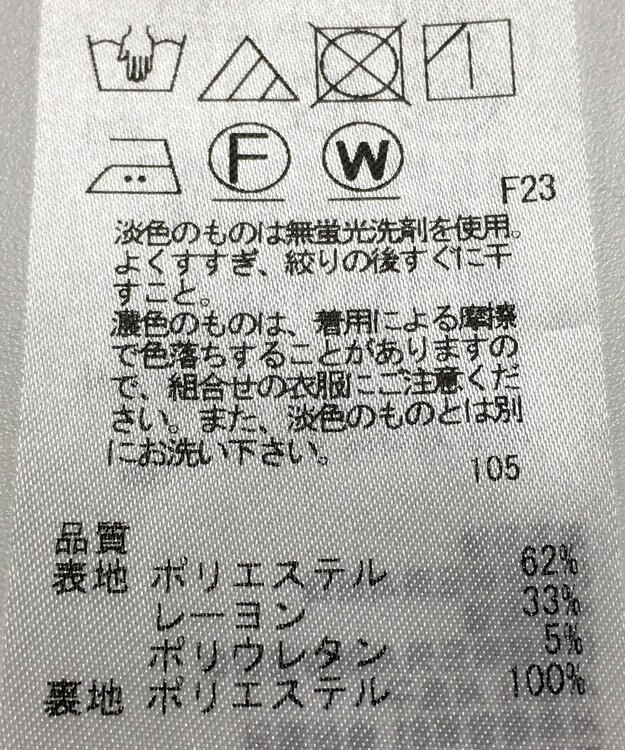 F W
F23
淡色のものは無蛍光洗剤を使用。
よくすすぎ、絞りの後すぐに干
すこと。
濃色のものは、着用による摩擦
で色落ちすることがありますの
で、組合せの衣服にご注意くだ
さい。また、淡色のものとは別
にお洗い下さい。
105
品質
表地 ポリエステル 62%
レーヨン 33%
ポリウレタン 5%
裏地 ポリエステル 100%